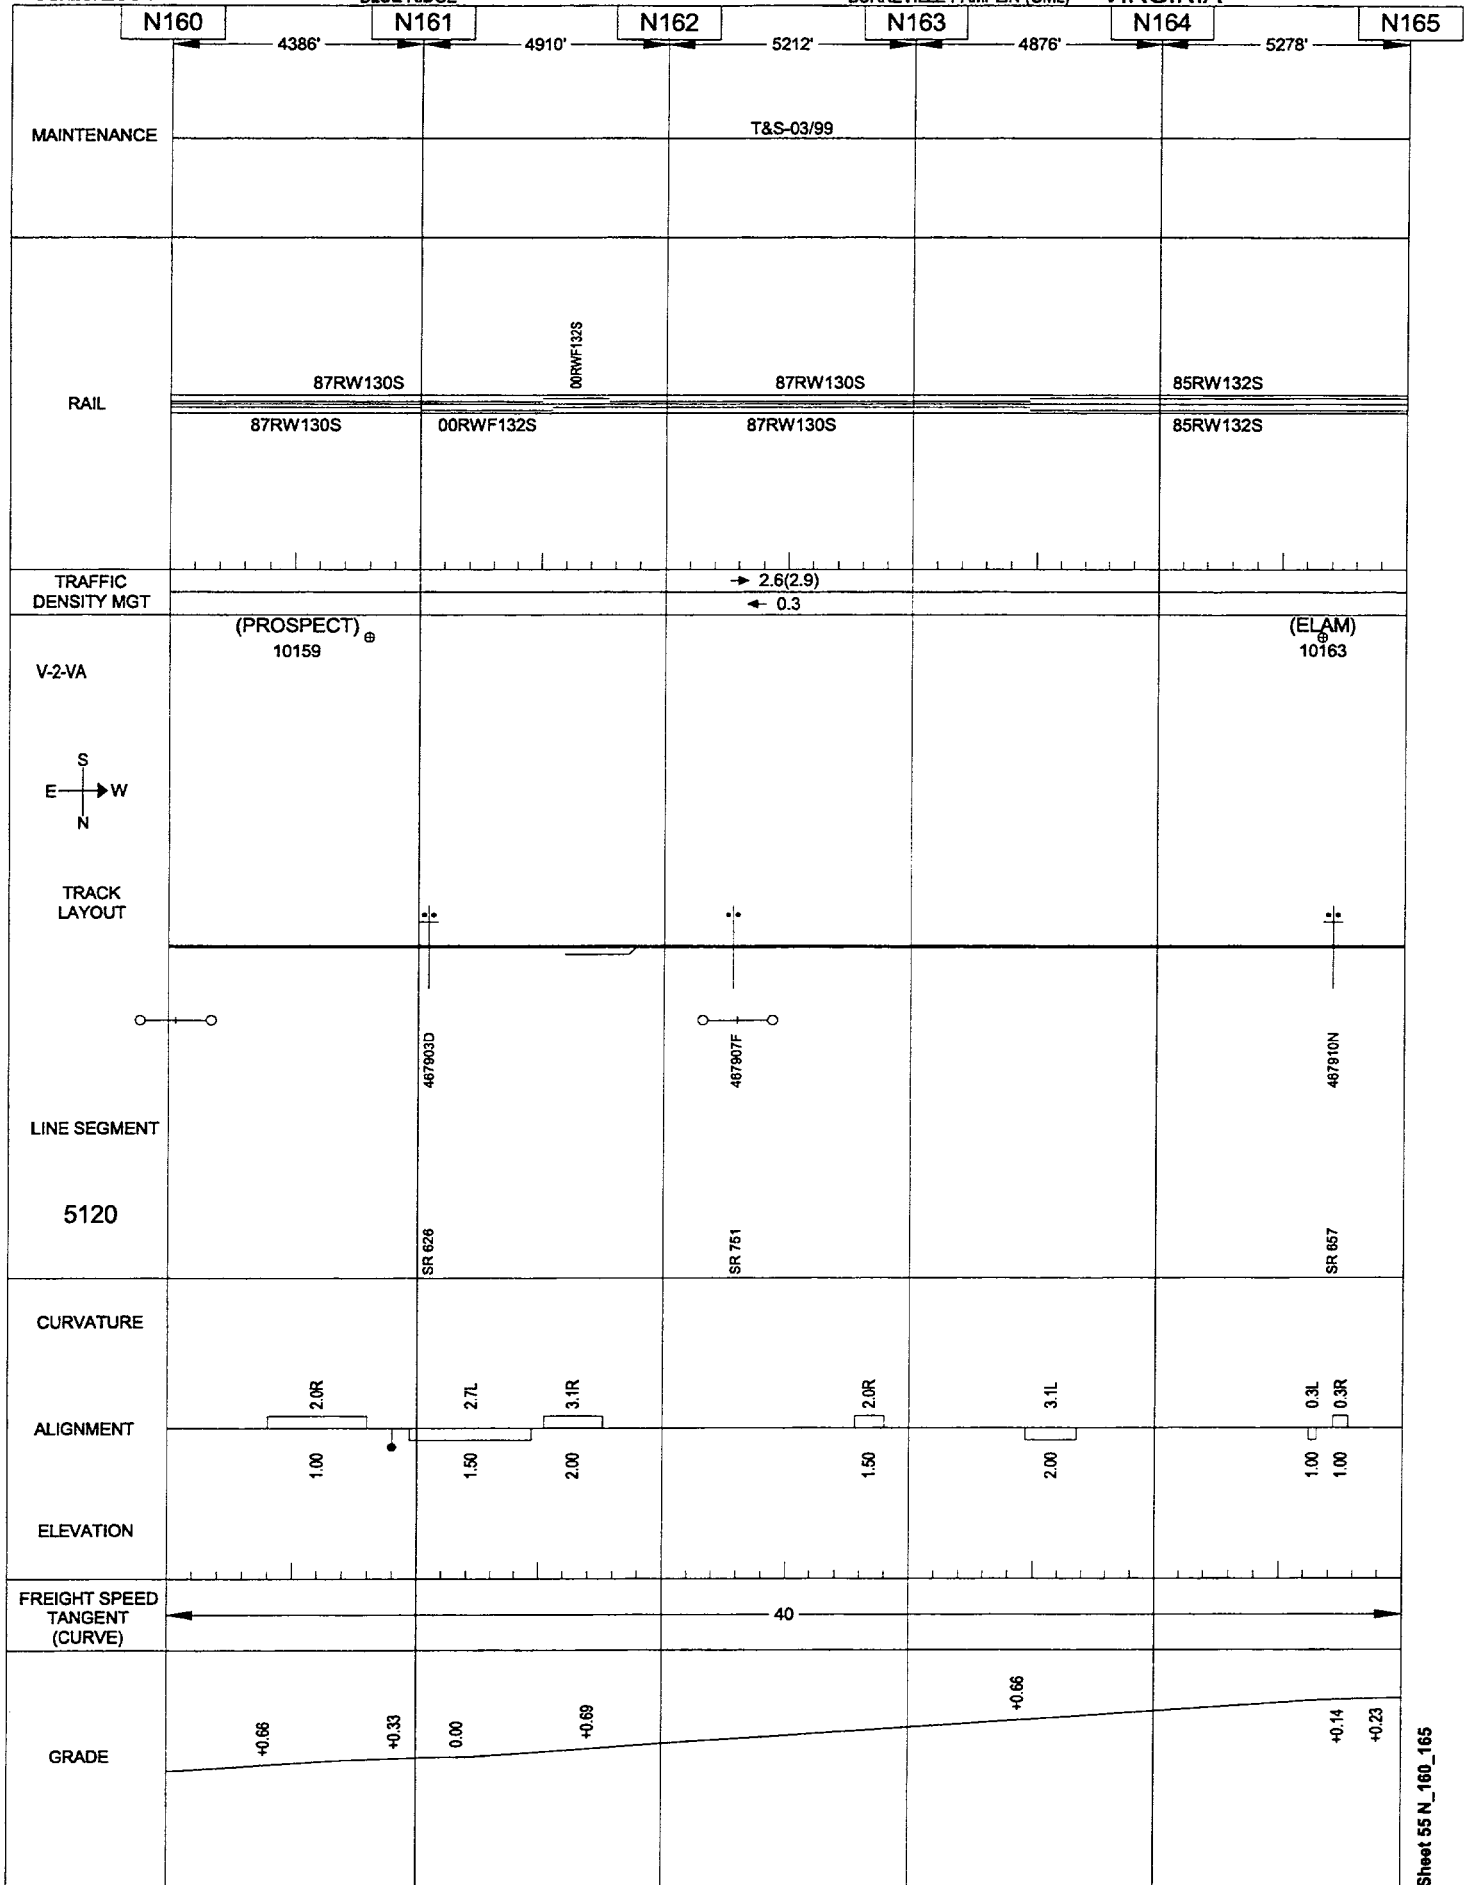 N160 N161 N162 N163 N164 N165
4386' 4910' 5212' 4876' 5278'
MAINTENANCE
T&S-03/99
RAIL
00RWF132S
87RW130S 87RW130S 85RW132S
87RW130S 00RWF132S 87RW130S 85RW132S
TRAFFIC
DENSITY MGT
2.6(2.9)
0.3
(PROSPECT)
10159
(ELAM)
10163
V-2-VA
S
E W
N
TRACK
LAYOUT
467903D 467907F 467910N
LINE SEGMENT
5120
SR 626 SR 751 SR 657
CURVATURE
2.0R 2.7L 3.1R 2.0R 3.1L 0.3L 0.3R
ALIGNMENT
1.00 1.50 2.00 1.50 2.00 1.00 1.00
ELEVATION
FREIGHT SPEED
TANGENT
(CURVE)
40
GRADE
+0.66 +0.33 0.00 +0.69 +0.66 +0.14 +0.23
Sheet 55 N_160_165